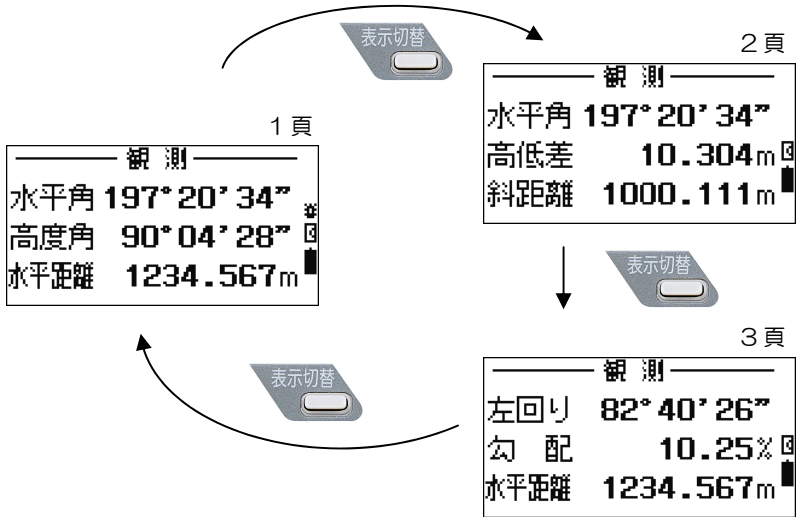 表示切替
2頁
観測
水平角 197°20'34"
高低差 10.304m
斜距離 1000.111m
1頁
観測
水平角 197°20'34"
高度角 90°04'28"
水平距離 1234.567m
表示切替
3頁
観測
左回り 82°40'26"
勾配 10.25%
水平距離 1234.567m
表示切替